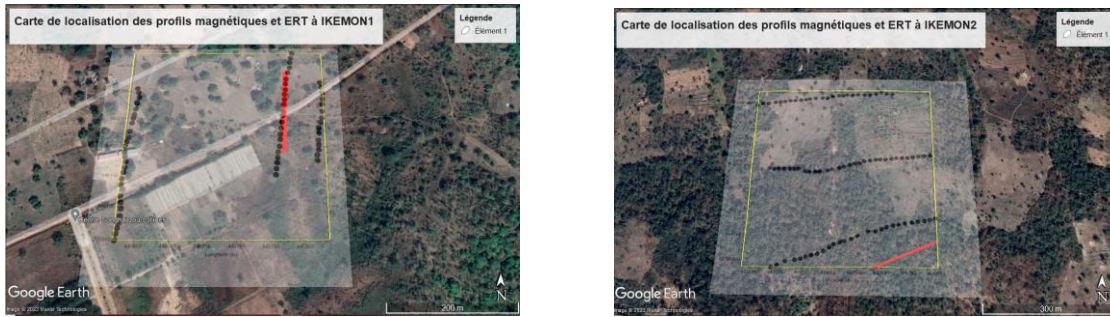 Carte de localisation des profils magnétiques et ERT à IKEMON1
Légende
Élément 1
Google Earth
200 m
N
Carte de localisation des profils magnétiques et ERT à IKEMON2
Légende
Élément 1
Google Earth
300 m
N